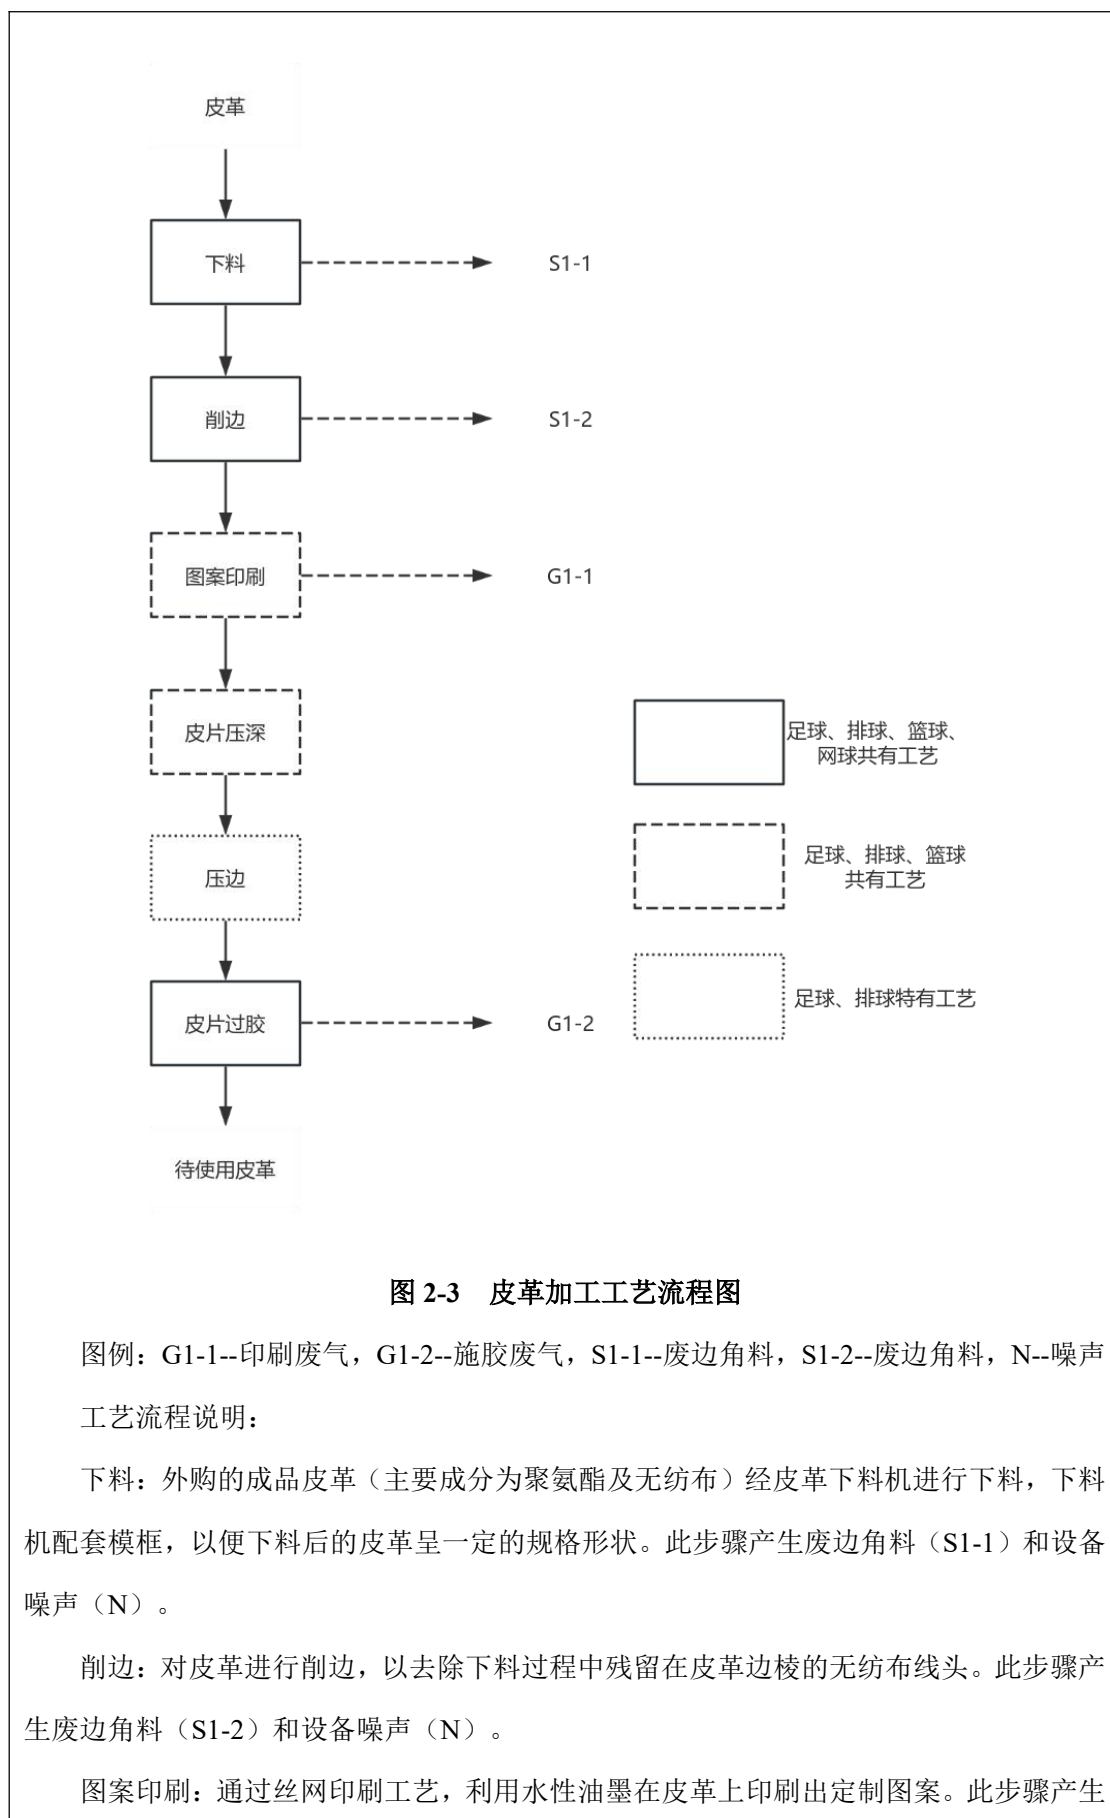 皮革
下料
S1-1
削边
S1-2
图案印刷
G1-1
皮片压深
足球、排球、篮球、
网球共有工艺
足球、排球、篮球
共有工艺
压边
足球、排球特有工艺
皮片过胶
G1-2
待使用皮革
图 2-3 皮革加工工艺流程图
图例：G1-1--印刷废气，G1-2--施胶废气，S1-1--废边角料，S1-2--废边角料，N--噪声
工艺流程说明：
下料：外购的成品皮革（主要成分为聚氨酯及无纺布）经皮革下料机进行下料，下料
机配套模框，以便下料后的皮革呈一定的规格形状。此步骤产生废边角料（S1-1）和设备
噪声（N）。
削边：对皮革进行削边，以去除下料过程中残留在皮革边棱的无纺布线头。此步骤产
生废边角料（S1-2）和设备噪声（N）。
图案印刷：通过丝网印刷工艺，利用水性油墨在皮革上印刷出定制图案。此步骤产生